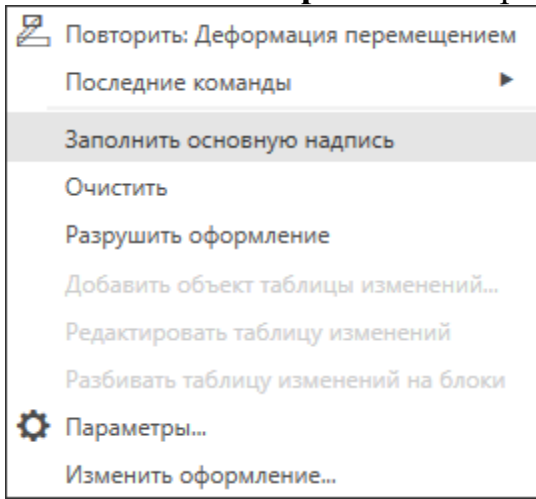 Повторить: Деформация перемещением
Последние команды
Заполнить основную надпись
Очистить
Разрушить оформление
Добавить объект таблицы изменений...
Редактировать таблицу изменений
Разбивать таблицу изменений на блоки
Параметры...
Изменить оформление...